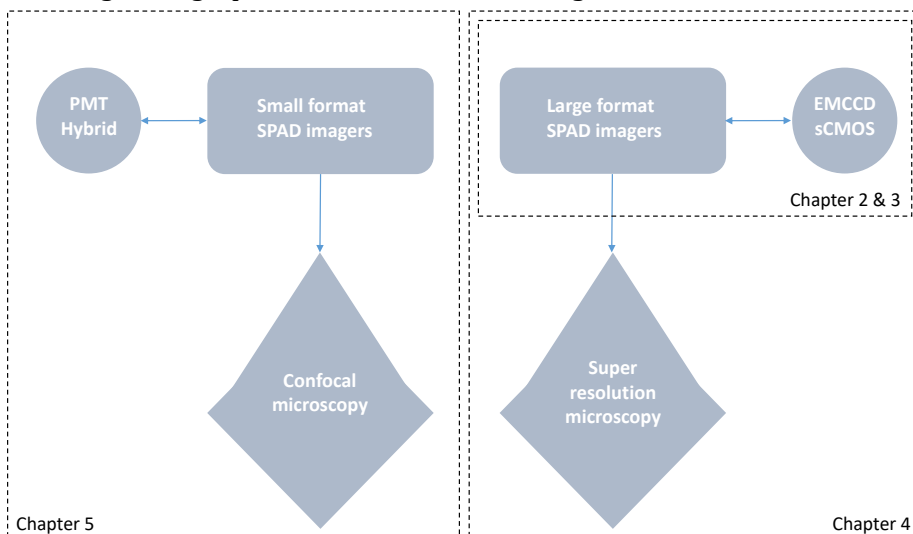 PMT
Hybrid
Small format
SPAD imagers
Large format
SPAD imagers
EMCCD
sCMOS
Chapter 2 & 3
Confocal
microscopy
Super
resolution
microscopy
Chapter 5
Chapter 4